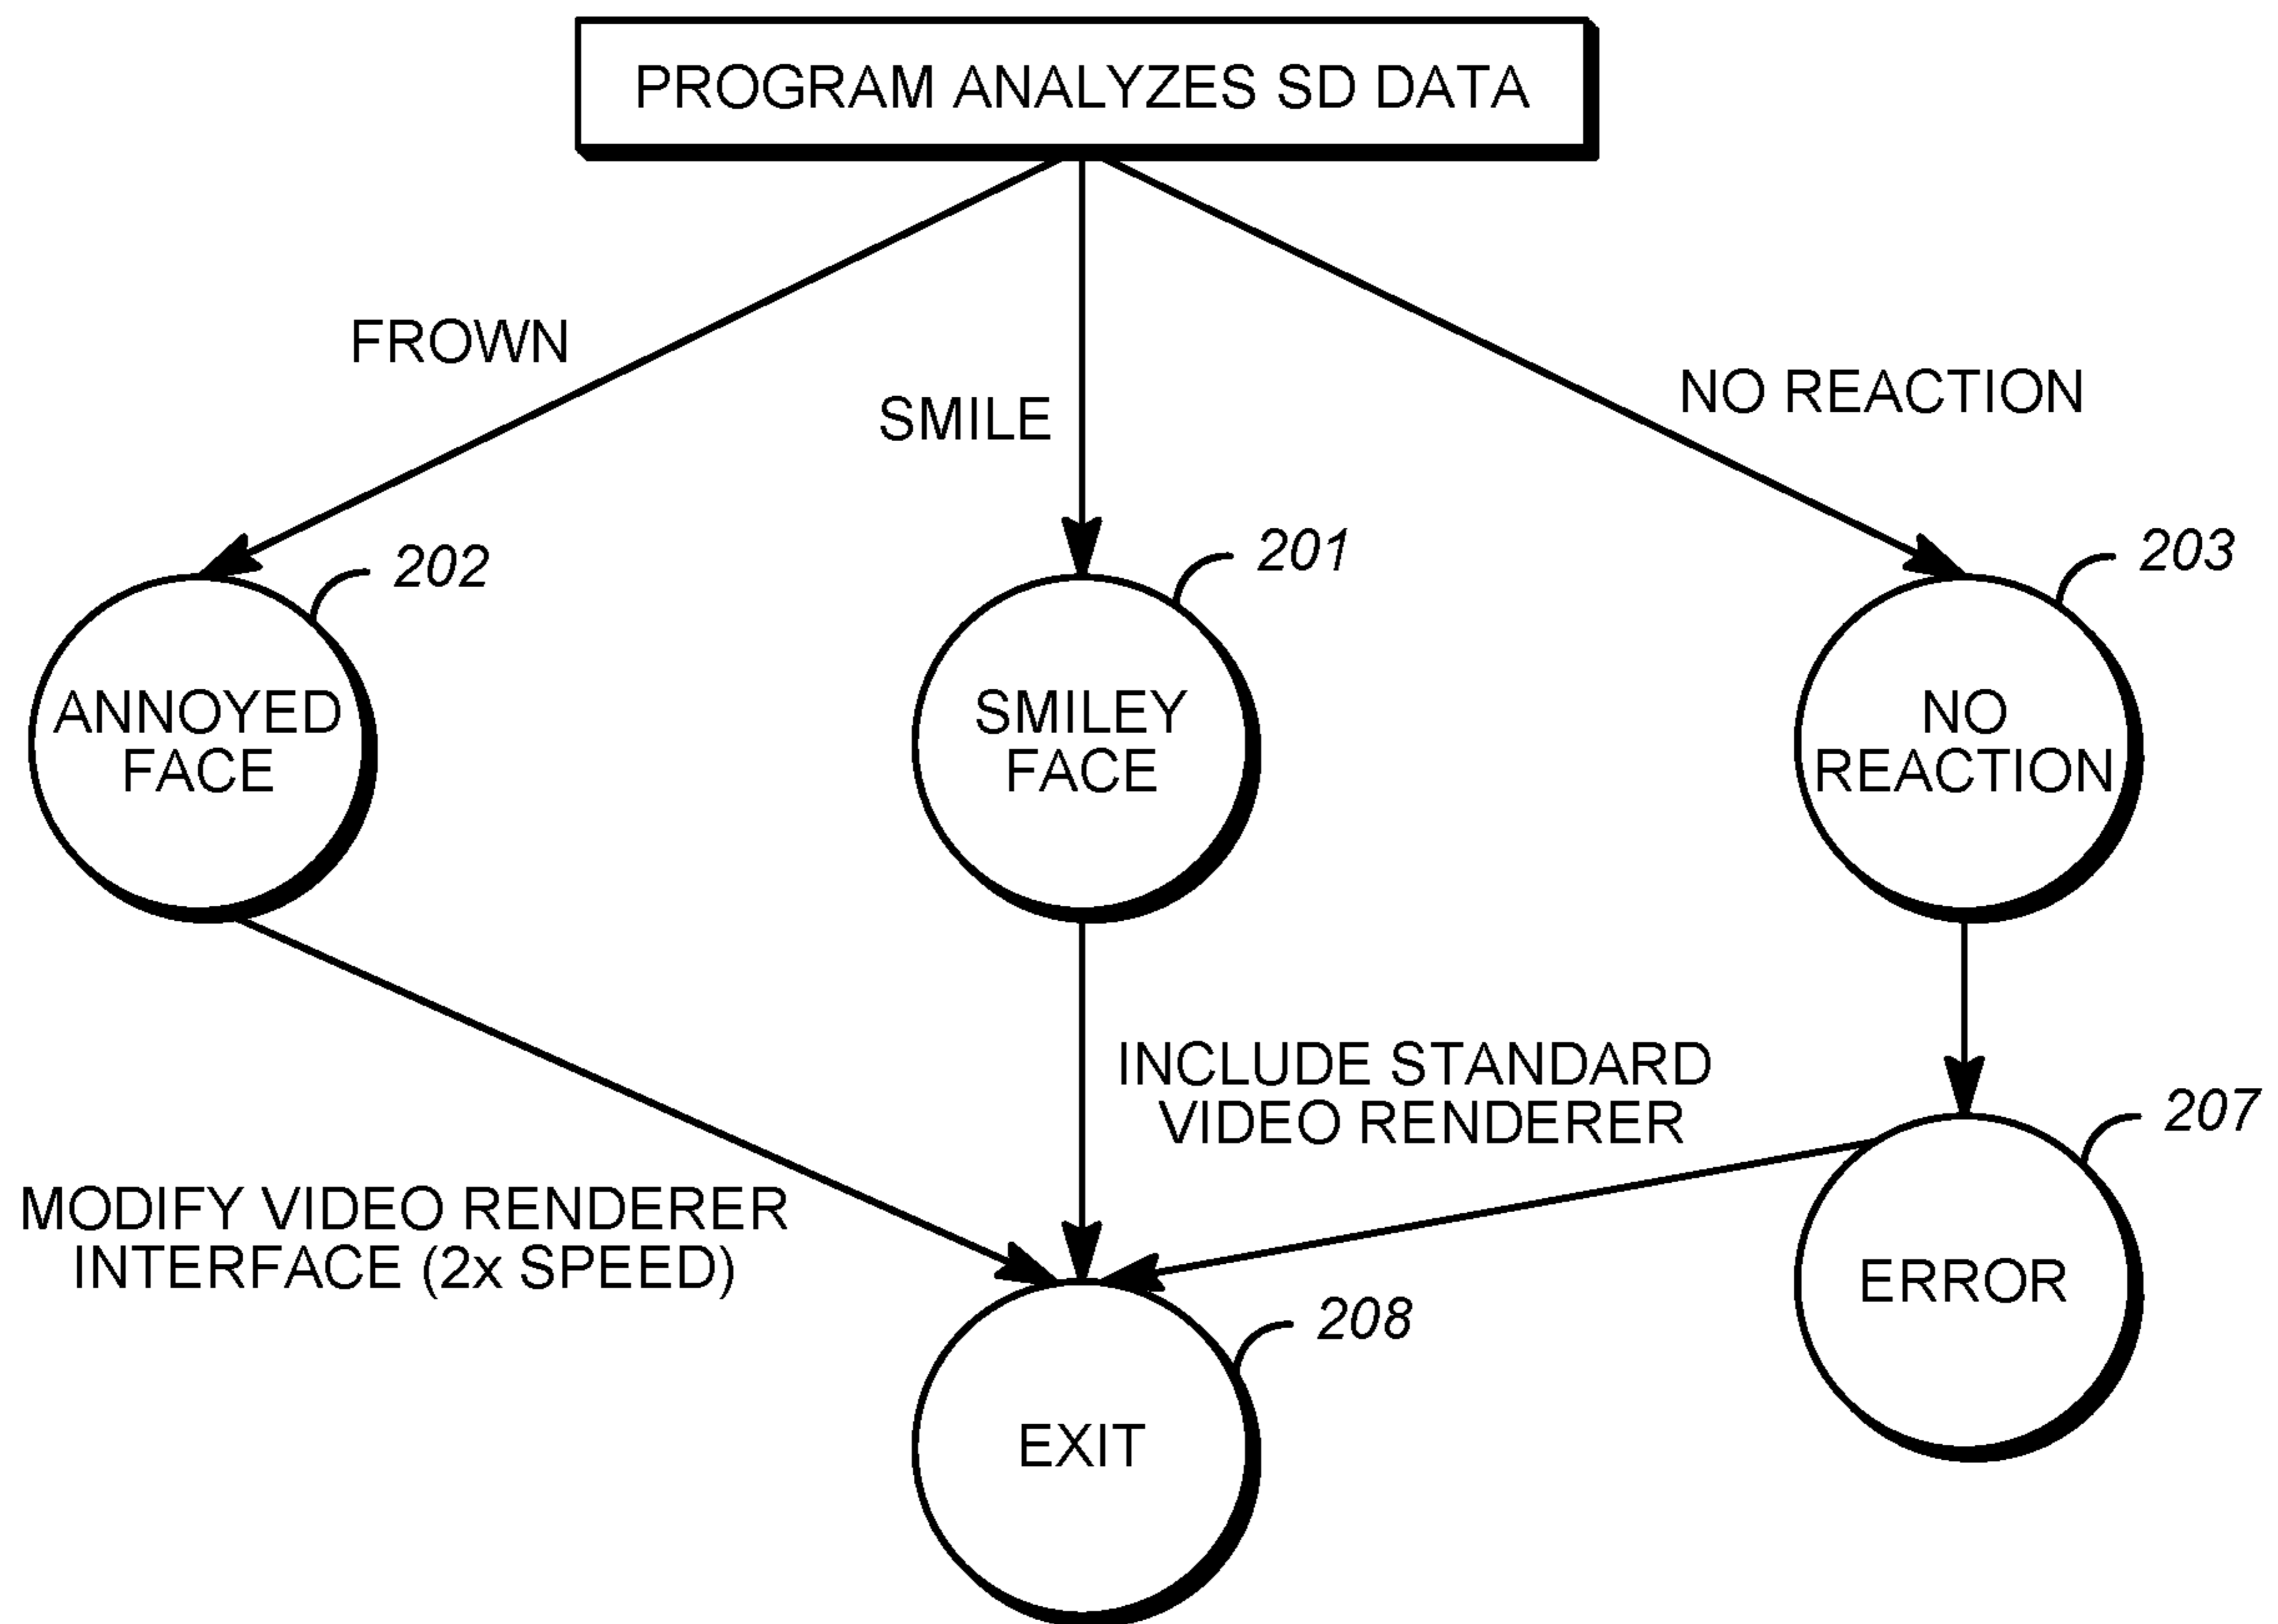 PROGRAM ANALYZES SD DATA
FROWN
SMILE
NO REACTION
202
201
203
ANNOYED
FACE
SMILEY
FACE
NO
REACTION
INCLUDE STANDARD
VIDEO RENDERER
207
MODIFY VIDEO RENDERER
INTERFACE (2x SPEED)
ERROR
208
EXIT